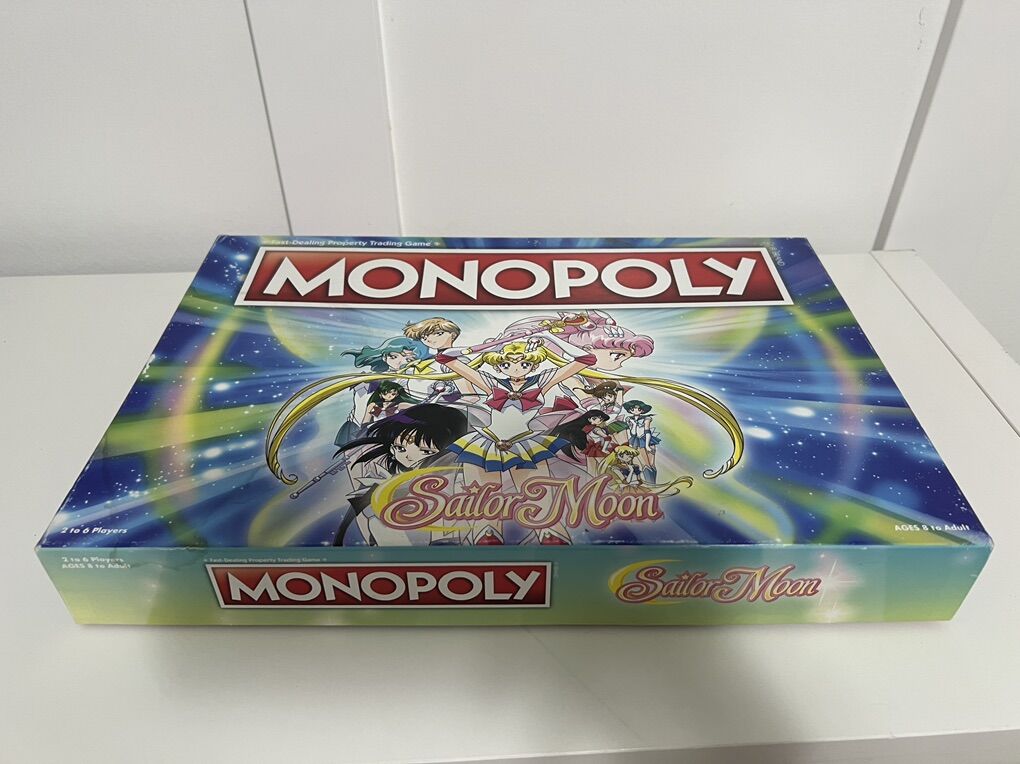 Fast-Dealing Property Trading Game
MONOPOLY
BRAND
Sailor Moon
2 to 6 Players
AGES 8 to Adult
2 to 6 Players
AGES 8 to Adult
Fast-Dealing Property Trading Game
MONOPOLY
Sailor Moon